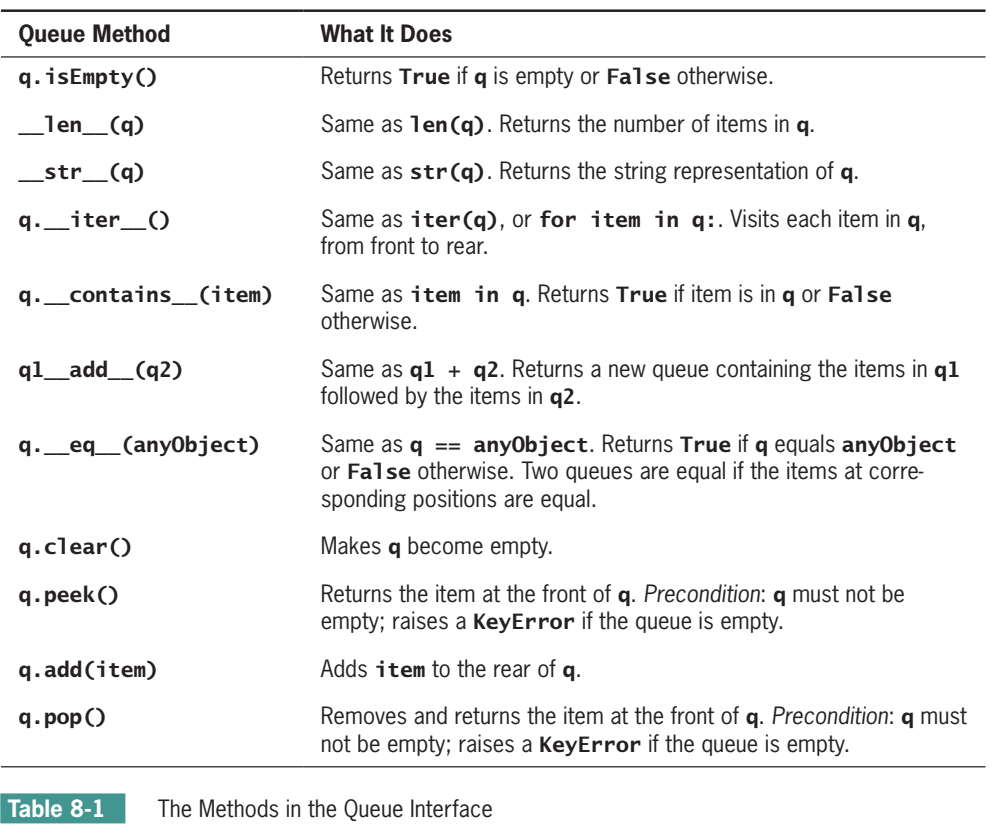 Queue Method What It Does
q.isEmpty() Returns True if q is empty or False otherwise.
__len__(q) Same as len(q). Returns the number of items in q.
__str__(q) Same as str(q). Returns the string representation of q.
q.__iter__() Same as iter(q), or for item in q:. Visits each item in q,
from front to rear.
q.__contains__(item) Same as item in q. Returns True if item is in q or False
otherwise.
q1__add__(q2) Same as q1 + q2. Returns a new queue containing the items in q1
followed by the items in q2.
q.__eq__(anyObject) Same as q == anyObject. Returns True if q equals anyObject
or False otherwise. Two queues are equal if the items at corre-
sponding positions are equal.
q.clear() Makes q become empty.
q.peek() Returns the item at the front of q. Precondition: q must not be
empty; raises a KeyError if the queue is empty.
q.add(item) Adds item to the rear of q.
q.pop() Removes and returns the item at the front of q. Precondition: q must
not be empty; raises a KeyError if the queue is empty.
Table 8-1 The Methods in the Queue Interface